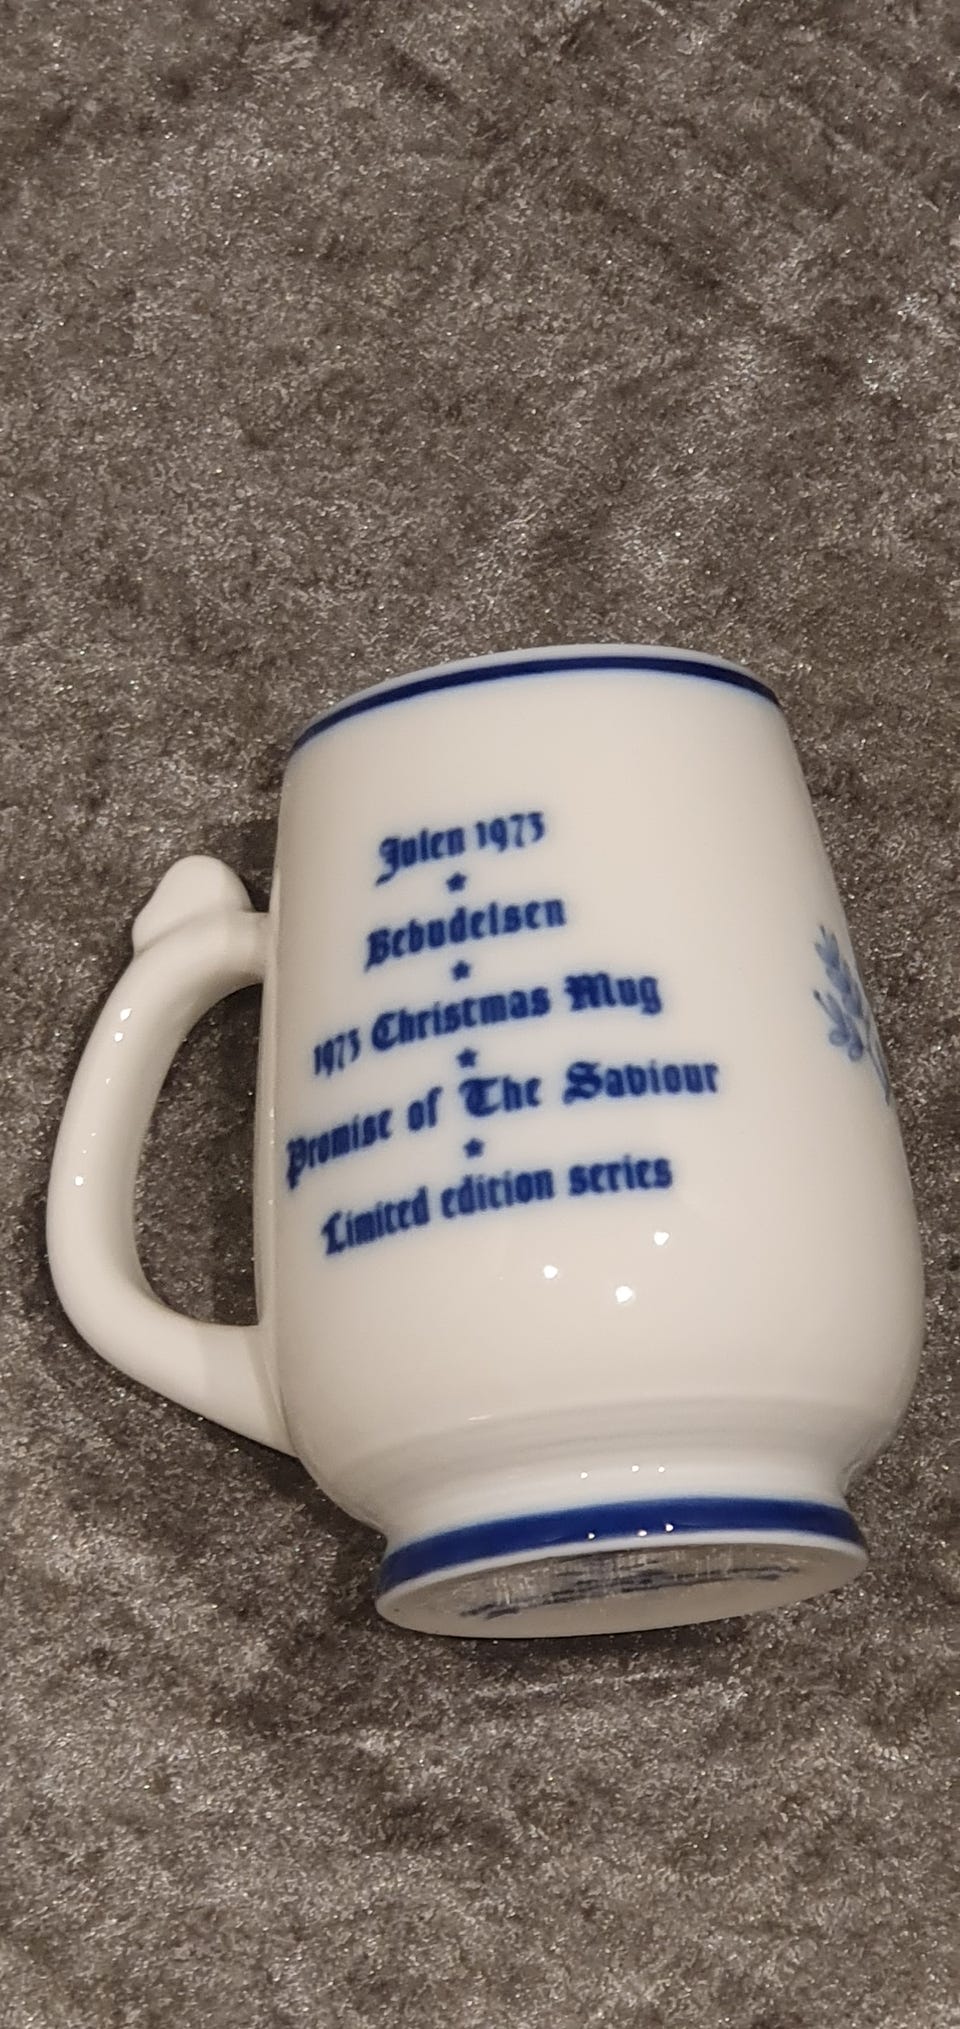 Julen 1973
Bebudelsen
1973 Christmas Mug
Promise of The Saviour
Limited edition series